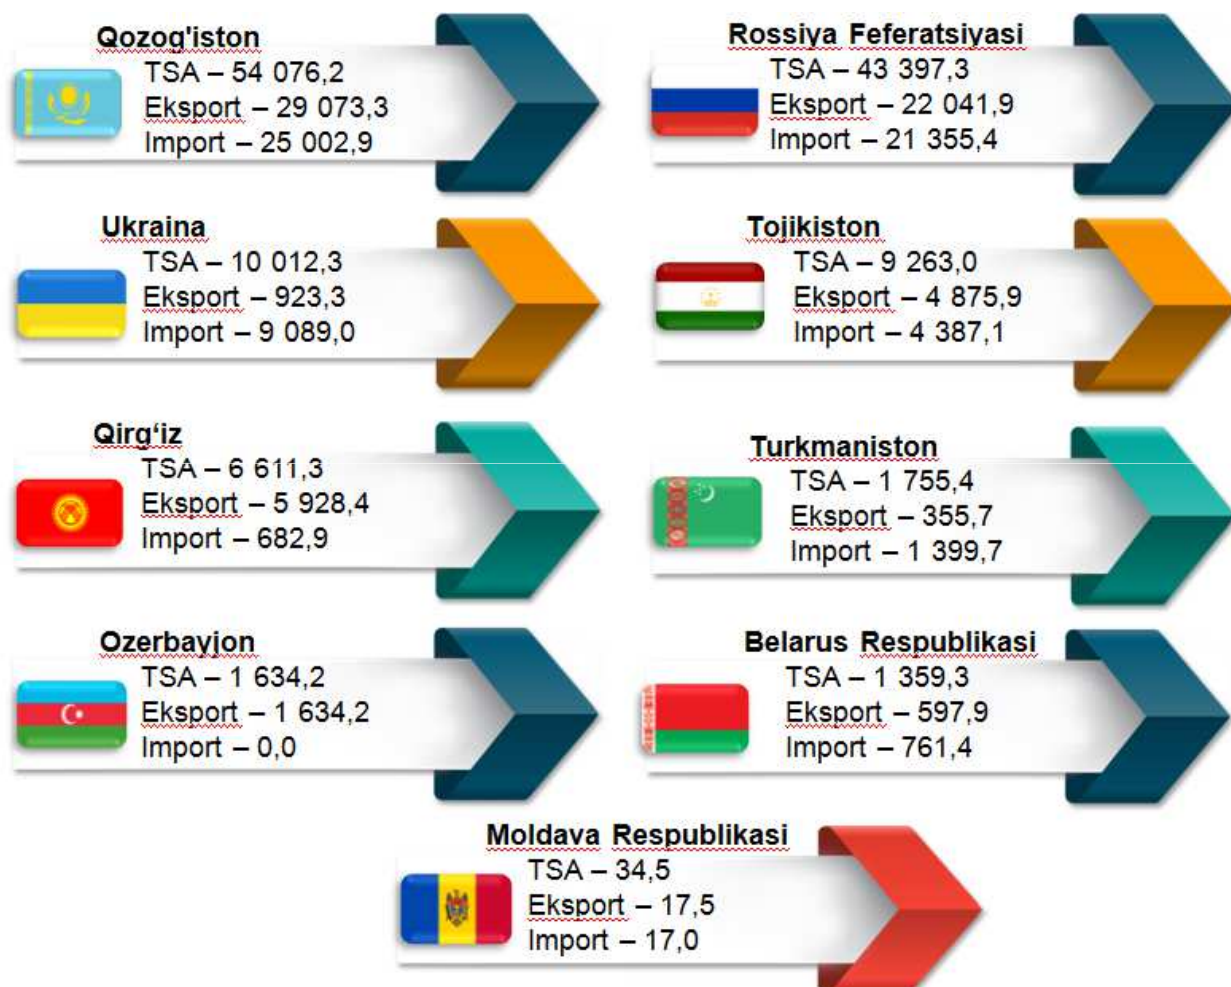 Qozog'iston
TSA – 54 076,2
Eksport – 29 073,3
Import – 25 002,9
Rossiya Feferatsiyasi
TSA – 43 397,3
Eksport – 22 041,9
Import – 21 355,4
Ukraina
TSA – 10 012,3
Eksport – 923,3
Import – 9 089,0
Tojikiston
TSA – 9 263,0
Eksport – 4 875,9
Import – 4 387,1
Qirg‘iz
TSA – 6 611,3
Eksport – 5 928,4
Import – 682,9
Turkmaniston
TSA – 1 755,4
Eksport – 355,7
Import – 1 399,7
Ozerbayjon
TSA – 1 634,2
Eksport – 1 634,2
Import – 0,0
Belarus Respublikasi
TSA – 1 359,3
Eksport – 597,9
Import – 761,4
Moldava Respublikasi
TSA – 34,5
Eksport – 17,5
Import – 17,0